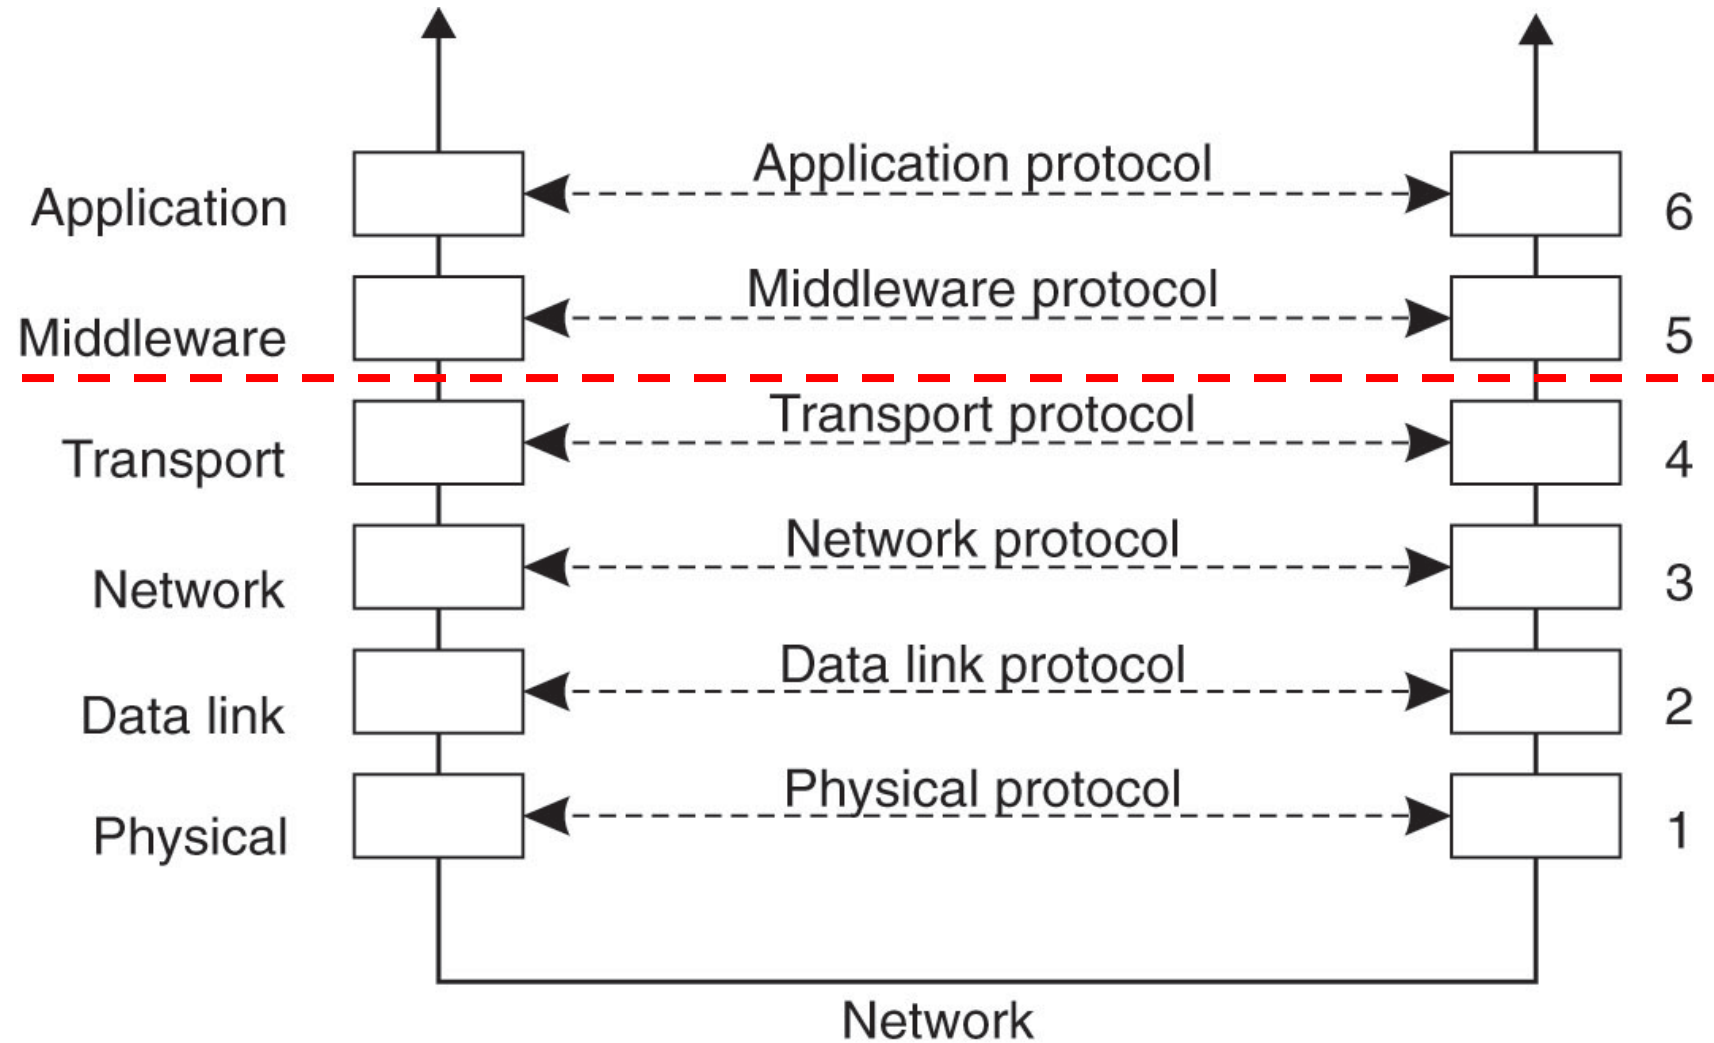 Application protocol
Application
6
Middleware protocol
Middleware
5
Transport protocol
Transport
4
Network protocol
Network
3
Data link protocol
Data link
2
Physical protocol
Physical
1
Network